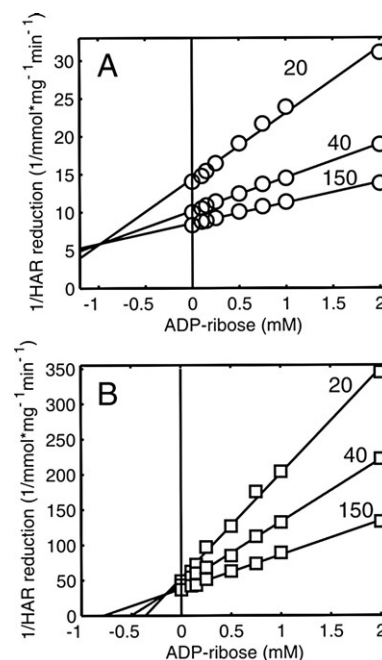 A
1/HAR reduction (1/mmol*mg⁻¹min⁻¹)
30
25
20
15
10
5
0
20
40
150
-1 -0.5 0 0.5 1 1.5 2
ADP-ribose (mM)
B
1/HAR reduction (1/mmol*mg⁻¹min⁻¹)
350
300
250
200
150
100
50
0
20
40
150
-1 -0.5 0 0.5 1.0 1.5 2
ADP-ribose (mM)